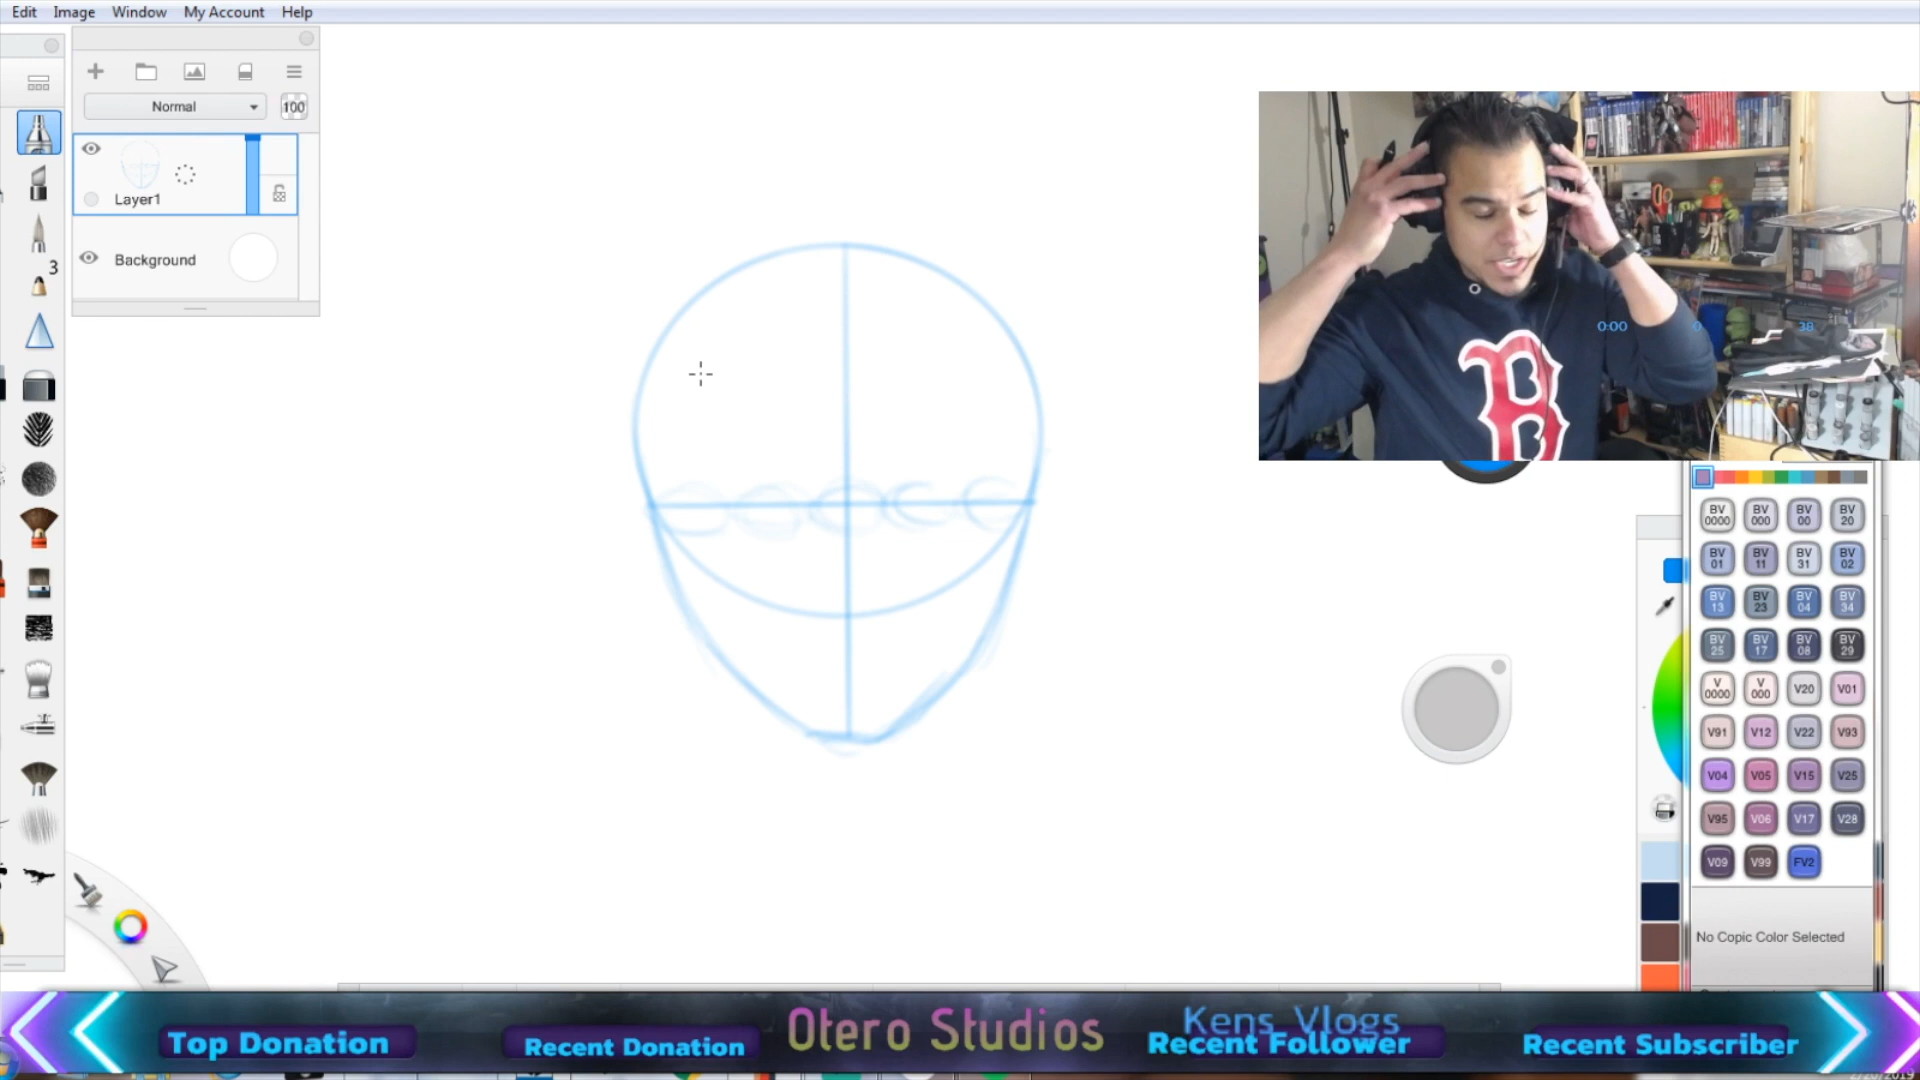 Edit Image Window My Account Help
Normal 100
Layer1
Background
3
B
0:00 0 38
BV 0000 BV 000 BV 00 BV 20
BV 01 BV 11 BV 31 BV 02
BV 13 BV 23 BV 04 BV 34
BV 25 BV 17 BV 08 BV 29
V 0000 V 000 V20 V01
V91 V12 V22 V93
V04 V05 V15 V25
V95 V06 V17 V28
V09 V99 FV2
No Copic Color Selected
Top Donation
Recent Donation
Otero Studios
Kens Vlogs
Recent Follower
Recent Subscriber